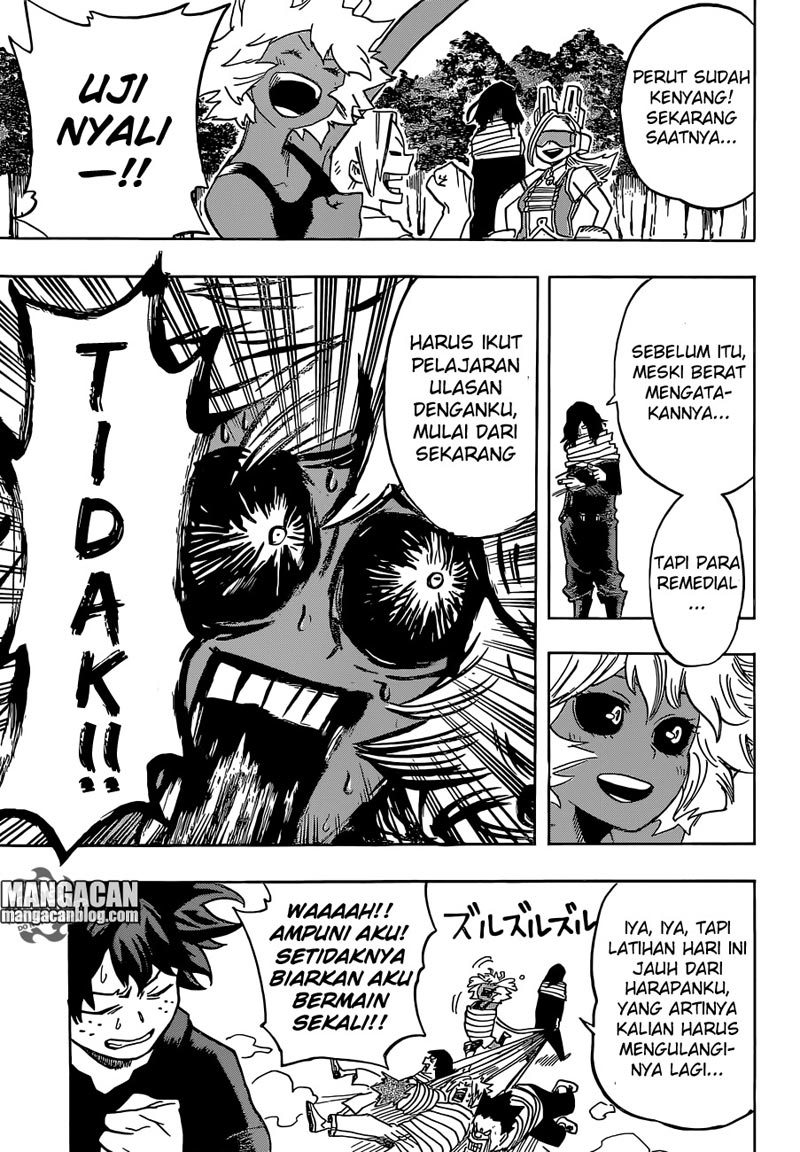 PERUT SUDAH
KENYANG!
SEKARANG
SAATNYA...
UJI
NYALI
—!!
SEBELUM ITU,
MESKI BERAT
MENGATA-
KANNYA...
TAPI PARA
REMEDIAL
...
HARUS IKUT
PELAJARAN
ULASAN
DENGANKU,
MULAI DARI
SEKARANG
TIDAK!!
IYA, IYA, TAPI
LATIHAN HARI INI
JAUH DARI
HARAPANKU,
YANG ARTINYA
KALIAN HARUS
MENGULANGI-
NYA LAGI...
ズルズルズル
WAAAAH!!
AMPUNI AKU!
SETIDAKNYA
BIARKAN AKU
BERMAIN
SEKALI!!
MANGACAN
mangacanblog.com